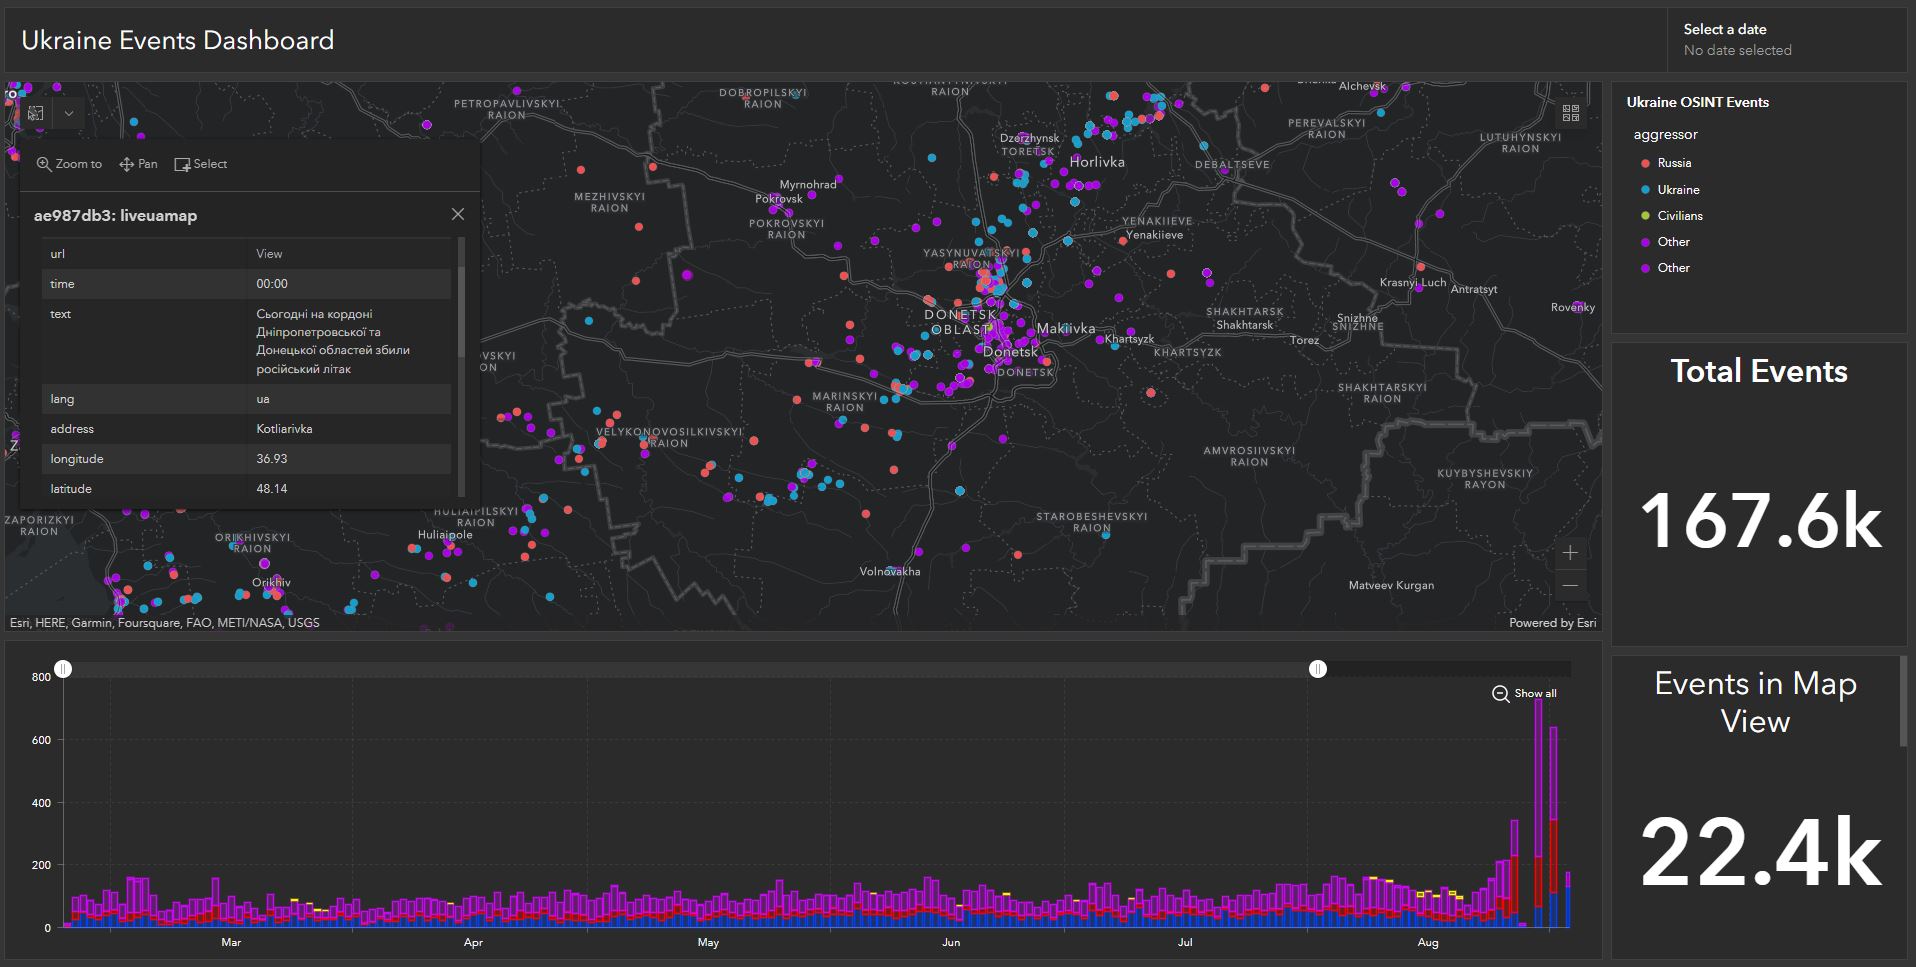 Ukraine Events Dashboard
Select a date
No date selected
PETROPAVLIVSKYI
RAION
DOBROPILSKYI
RAION
RAION
Alchevsk
PEREVALSKYI
RAION
LUTUHYNSKYI
RAION
Dzerzhynsk
TORETSK
Horlivka
DEBALTSEVE
Zoom to
Pan
Select
Myrnohrad
Pokrovsk
MEZHIVSKYI
RAION
POKROVSKYI
RAION
YENAKIIEVE
Yenakiieve
ae987db3: liveuamap
url
View
time
00:00
text
Сьогодні на кордоні
Дніпропетровської та
Донецької областей збили
російський літак
lang
ua
address
Kotliarivka
longitude
36.93
latitude
48.14
YASYNUVATSKYI
RAION
Krasnyi Luch
Antratsyt
Rovenky
DONETSK
OBLAST
Makiivka
SHAKHTARSK
Shakhtarsk
Snizhne
SNIZHNE
Khartsyzk
KHARTSYZK
Torez
Donetsk
DONETSK
MARINSKYI
RAION
SHAKHTARSKYI
RAION
VELYKONOVOSILKIVSKYI
RAION
AMVROSIIVSKYI
RAION
KUYBYSHEVSKIY
RAYON
ZAPORIZKYI
RAION
HULIAIPILSKYI
RAION
Huliaipole
ORIKHIVSKYI
RAION
Orikhiv
STAROBESHEVSKYI
RAION
Volnovakha
Matveev Kurgan
Esri, HERE, Garmin, Foursquare, FAO, METI/NASA, USGS
Powered by Esri
Ukraine OSINT Events
aggressor
Russia
Ukraine
Civilians
Other
Other
Total Events
167.6k
Events in Map
View
22.4k
Show all
800
600
400
200
0
Mar
Apr
May
Jun
Jul
Aug